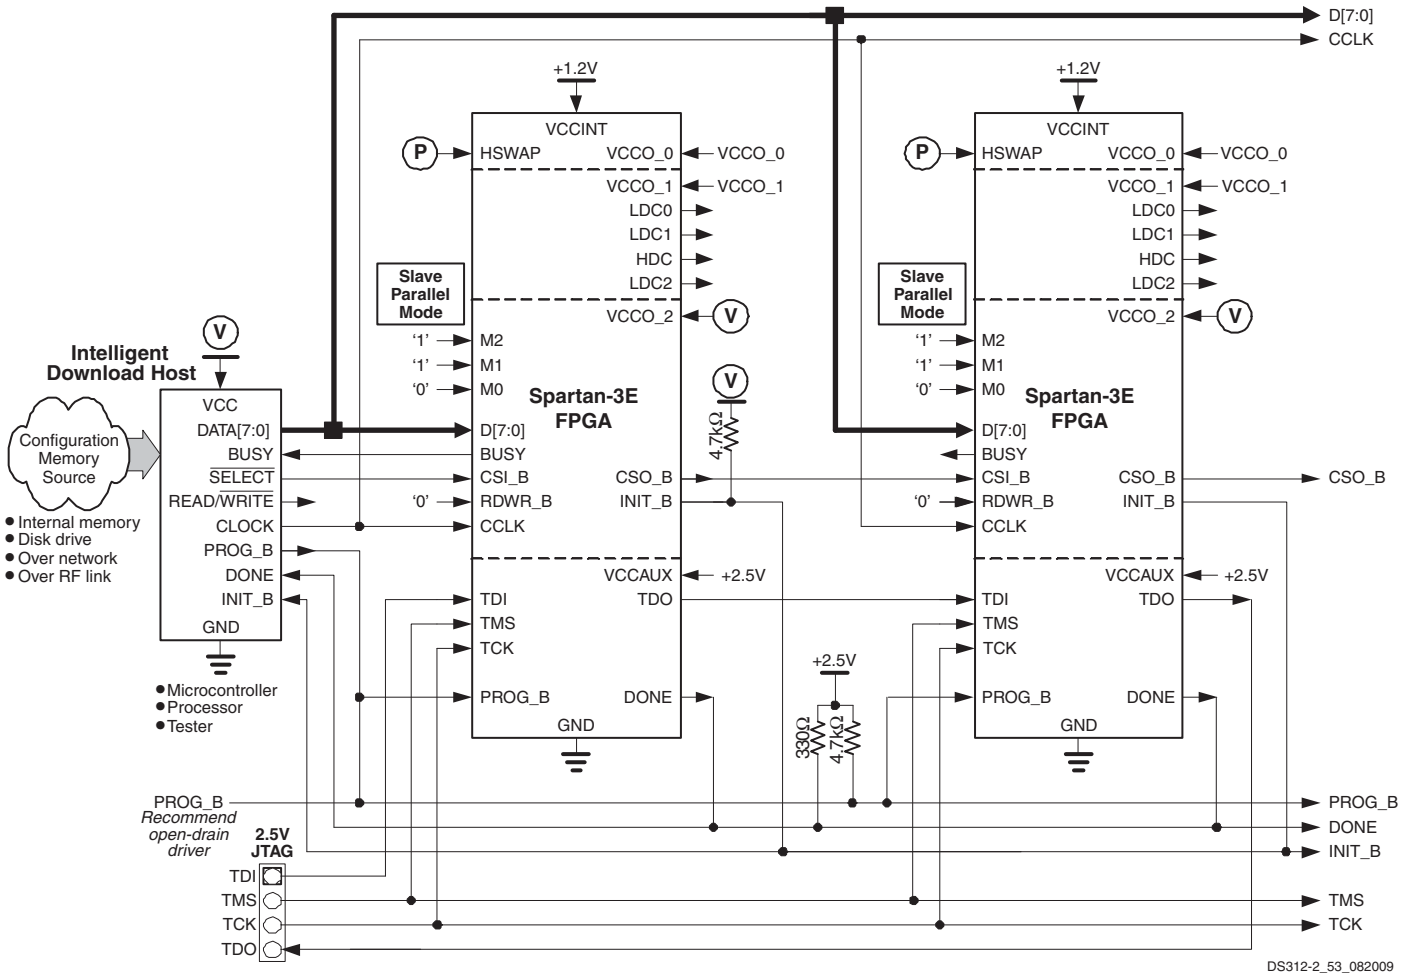 D[7:0]
CCLK
+1.2V
+1.2V
VCCINT
VCCINT
P
HSWAP
VCCO_0
VCCO_0
P
HSWAP
VCCO_0
VCCO_0
VCCO_1
VCCO_1
VCCO_1
VCCO_1
LDC0
LDC0
LDC1
LDC1
HDC
HDC
LDC2
LDC2
Slave
Parallel
Mode
Slave
Parallel
Mode
VCCO_2
V
VCCO_2
V
V
Intelligent
Download Host
'1'
M2
'1'
M2
'1'
M1
'1'
M1
'0'
M0
'0'
M0
V
Spartan-3E
FPGA
Spartan-3E
FPGA
4.7kΩ
VCC
DATA[7:0]
D[7:0]
D[7:0]
BUSY
BUSY
BUSY
SELECT
CSI_B
CSO_B
CSI_B
CSO_B
CSO_B
READ/WRITE
'0'
RDWR_B
INIT_B
'0'
RDWR_B
INIT_B
CLOCK
CCLK
CCLK
PROG_B
DONE
INIT_B
GND
Configuration
Memory
Source
Internal memory
Disk drive
Over network
Over RF link
VCCAUX
+2.5V
VCCAUX
+2.5V
TDI
TDO
TDI
TDO
TMS
TMS
TCK
TCK
Microcontroller
Processor
Tester
+2.5V
PROG_B
DONE
PROG_B
DONE
330Ω
4.7kΩ
GND
GND
PROG_B
Recommend
open-drain
driver
PROG_B
DONE
INIT_B
2.5V
JTAG
TDI
TMS
TMS
TCK
TCK
TDO
DS312-2_53_082009